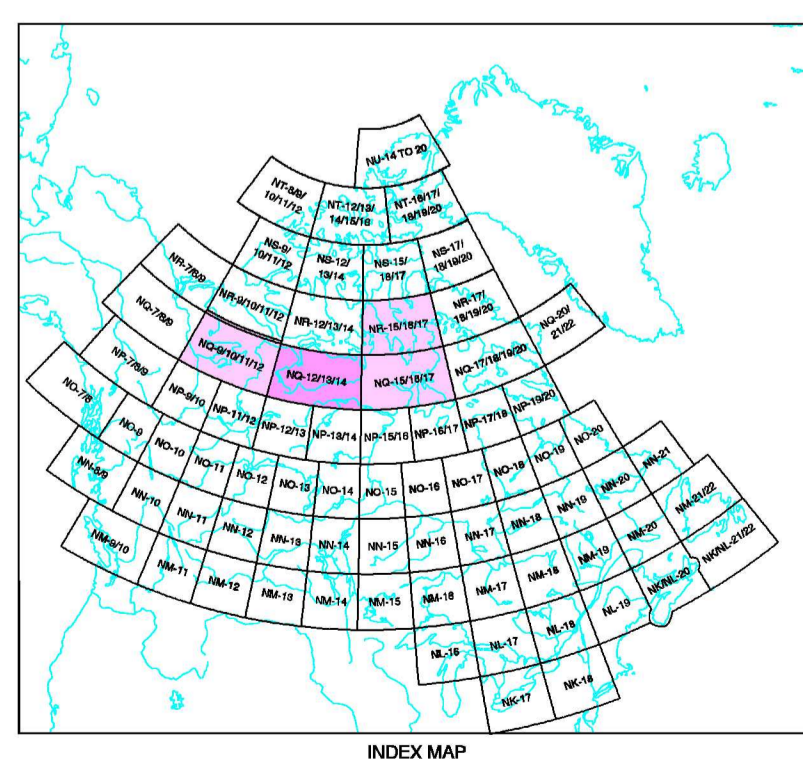 NU-14 TO 20
NT-8/9/
10/11/12
NT-12/13/
14/15/16
NT-16/17/
18/19/20
NS-9/
10/11/12
NS-12/
13/14
NS-15/
16/17
NS-17/
18/19/20
NR-7/8/9
NR-9/10/11/12
NR-12/13/14
NR-15/16/17
NR-17/
18/19/20
NQ-7/8/9
NQ-9/10/11/12
NQ-12/13/14
NQ-15/16/17
NQ-17/18/19/20
NQ-20/
21/22
NP-7/8/9
NP-9/10
NP-11/12
NP-12/13
NP-13/14
NP-15/16
NP-16/17
NP-17/18
NP-19/20
NO-7/8
NO-9
NO-10
NO-11
NO-12
NO-13
NO-14
NO-15
NO-16
NO-17
NO-18
NO-19
NO-20
NN-8/9
NN-10
NN-11
NN-12
NN-13
NN-14
NN-15
NN-16
NN-17
NN-18
NN-19
NN-20
NN-21
NM-9/10
NM-11
NM-12
NM-13
NM-14
NM-15
NM-16
NM-17
NM-18
NM-19
NM-20
NM-21/22
NL-16
NL-17
NL-18
NL-19
NK/NL-20
NK/NL-21/22
NK-17
NK-18
INDEX MAP